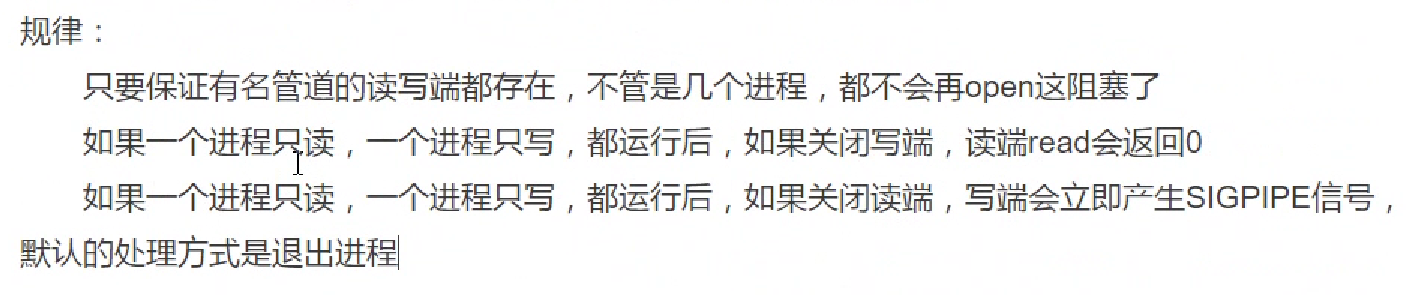 规律：
只要保证有名管道的读写端都存在，不管是几个进程，都不会再open这阻塞了
如果一个进程只读，一个进程只写，都运行后，如果关闭写端，读端read会返回0
如果一个进程只读，一个进程只写，都运行后，如果关闭读端，写端会立即产生SIGPIPE信号，
默认的处理方式是退出进程